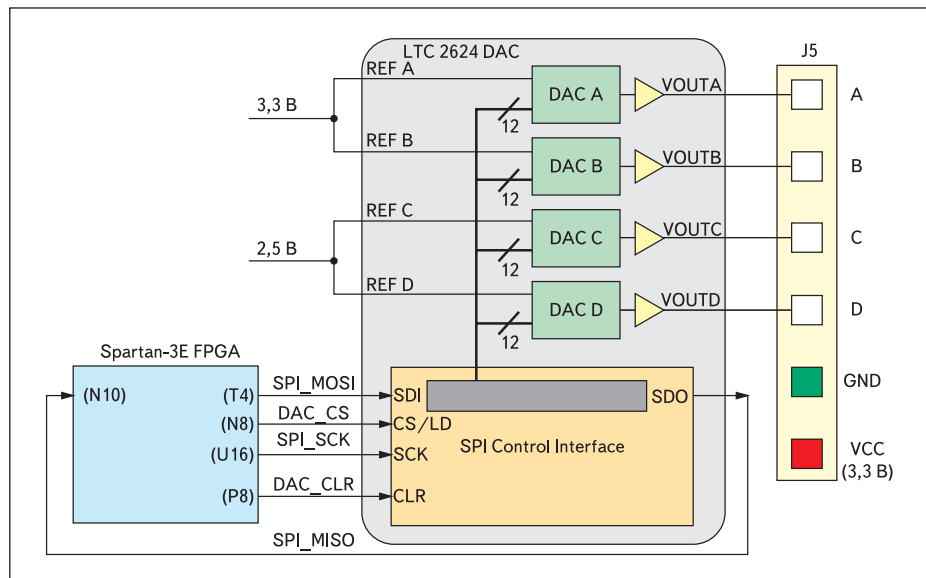 LTC 2624 DAC
J5
REF A
DAC A
VOUTA
A
3,3 В
12
REF B
DAC B
VOUTB
B
12
REF C
DAC C
VOUTC
C
2,5 В
12
REF D
DAC D
VOUTD
D
12
Spartan-3E FPGA
(N10)
(T4)
SPI_MOSI
SDI
SDO
GND
(N8)
DAC_CS
CS/LD
(U16)
SPI_SCK
SCK
SPI Control Interface
VCC
(3,3 В)
(P8)
DAC_CLR
CLR
SPI_MISO